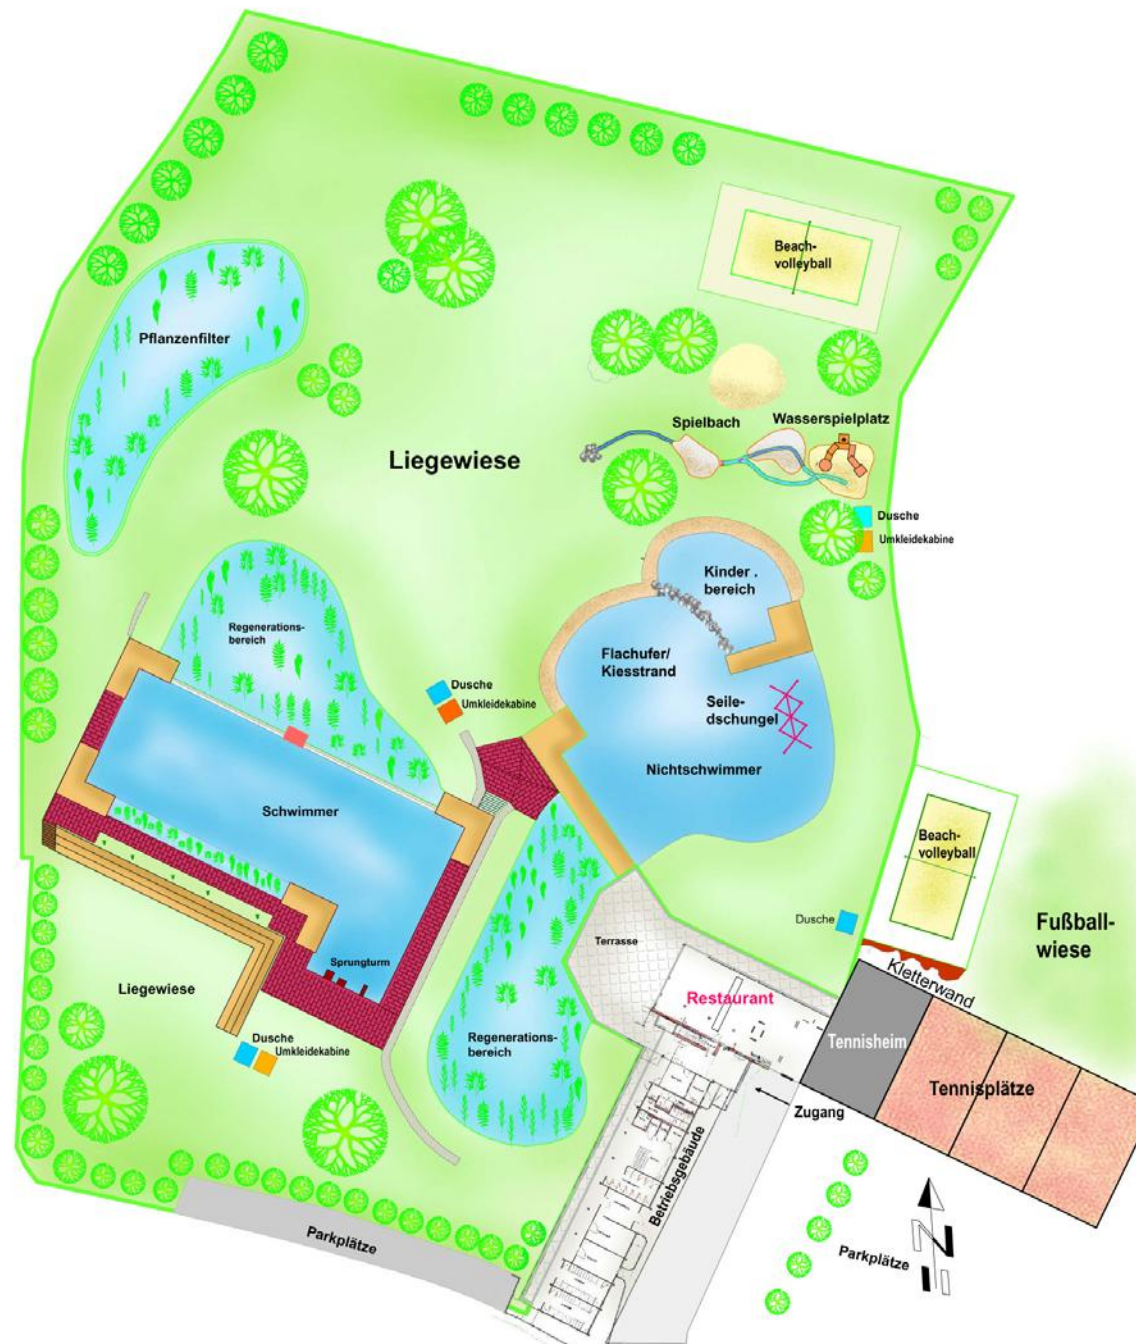 Beach-
volleyball
Pflanzenfilter
Spielbach
Wasserspielplatz
Liegewiese
Dusche
Umkleidekabine
Kinder .
bereich
Regenerations-
bereich
Flachufer/
Kiesstrand
Dusche
Umkleidekabine
Seile-
dschungel
Nichtschwimmer
Schwimmer
Beach-
volleyball
Dusche
Fußball-
wiese
Terrasse
Sprungturm
Kletterwand
Liegewiese
Restaurant
Dusche
Umkleidekabine
Regenerations-
bereich
Tennisheim
Tennisplätze
Zugang
Betriebsgebäude
Parkplätze
Parkplätze
N